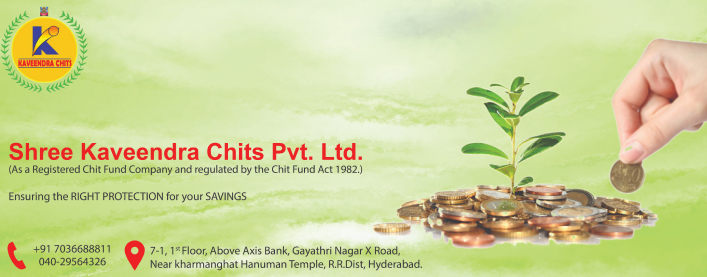 K
KAVEENDRA CHITS
Shree Kaveendra Chits Pvt. Ltd.
(As a Registered Chit Fund Company and regulated by the Chit Fund Act 1982.)
Ensuring the RIGHT PROTECTION for your SAVINGS
+91 7036688811
040-29564326
7-1, 1st Floor, Above Axis Bank, Gayathri Nagar X Road,
Near kharmanghat Hanuman Temple, R.R.Dist, Hyderabad.